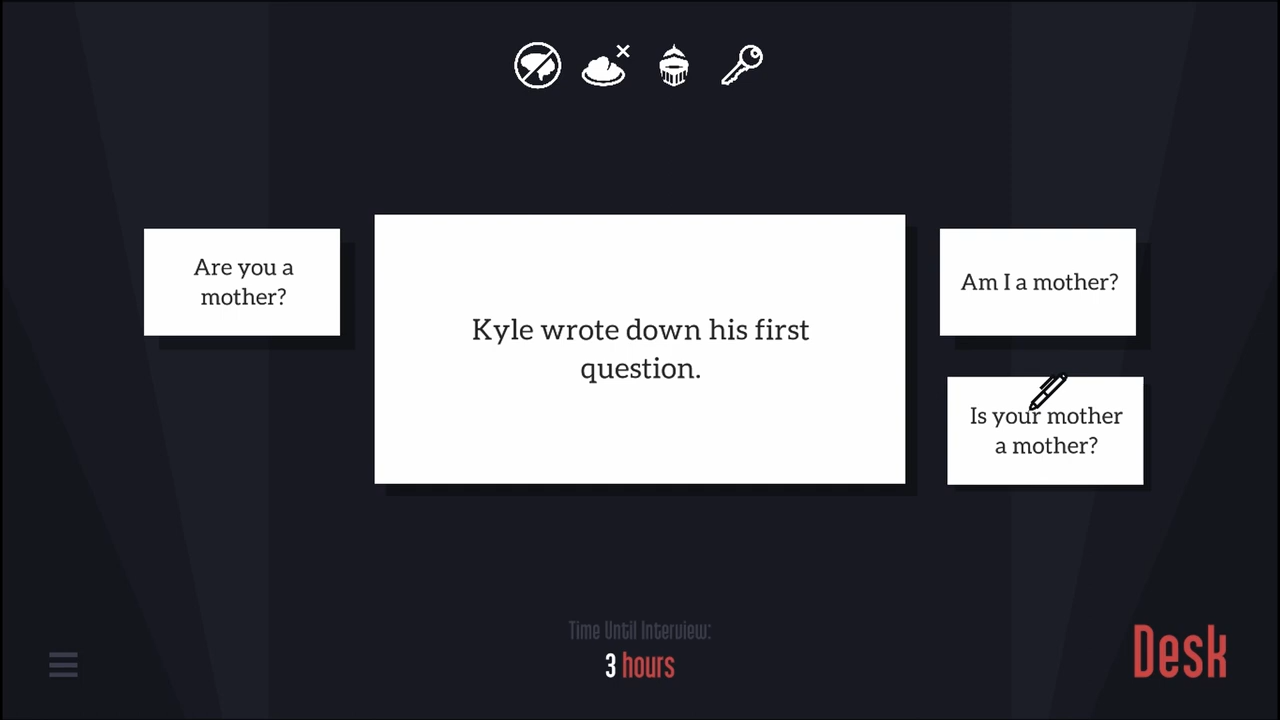 Are you a
mother?
Kyle wrote down his first
question.
Am I a mother?
Is your mother
a mother?
Time Until Interview:
3 hours
Desk